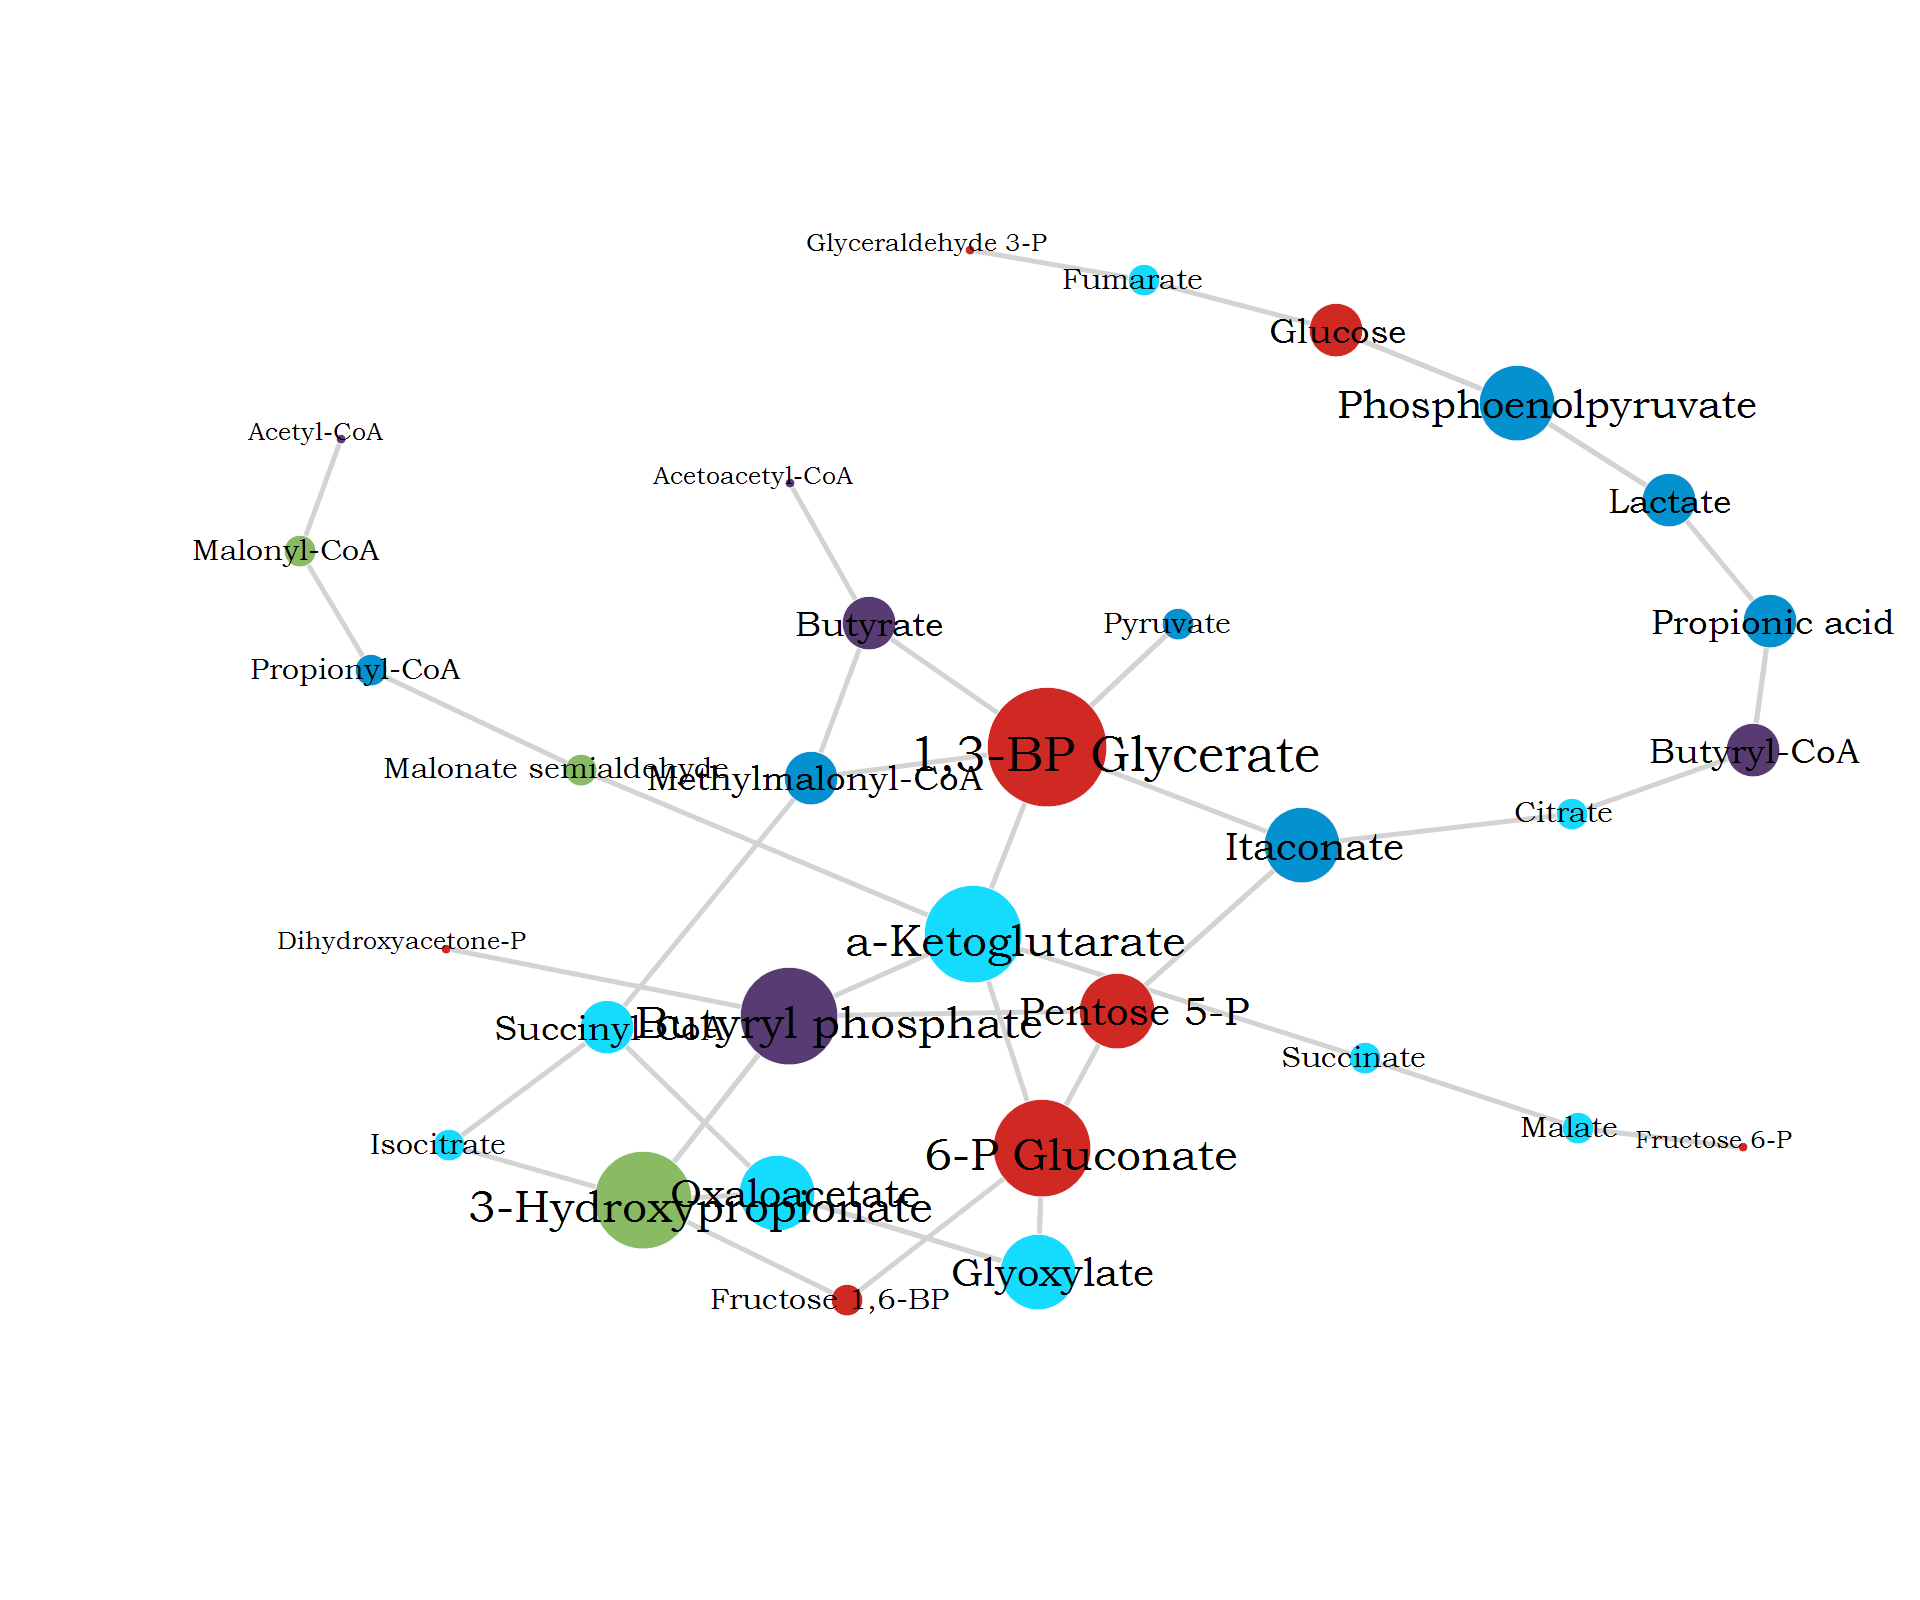 Glyceraldehyde 3-P
Fumarate
Glucose
Phosphoenolpyruvate
Acetyl-CoA
Acetoacetyl-CoA
Lactate
Malonyl-CoA
Butyrate
Pyruvate
Propionic acid
Propionyl-CoA
1,3-BP Glycerate
Butyryl-CoA
Malonate semialdehyde
Methylmalonyl-CoA
Citrate
Itaconate
Dihydroxyacetone-P
a-Ketoglutarate
Succinyl-CoA
Butyryl phosphate
Pentose 5-P
Succinate
Malate
Fructose 6-P
Isocitrate
6-P Gluconate
Oxaloacetate
3-Hydroxypropionate
Glyoxylate
Fructose 1,6-BP